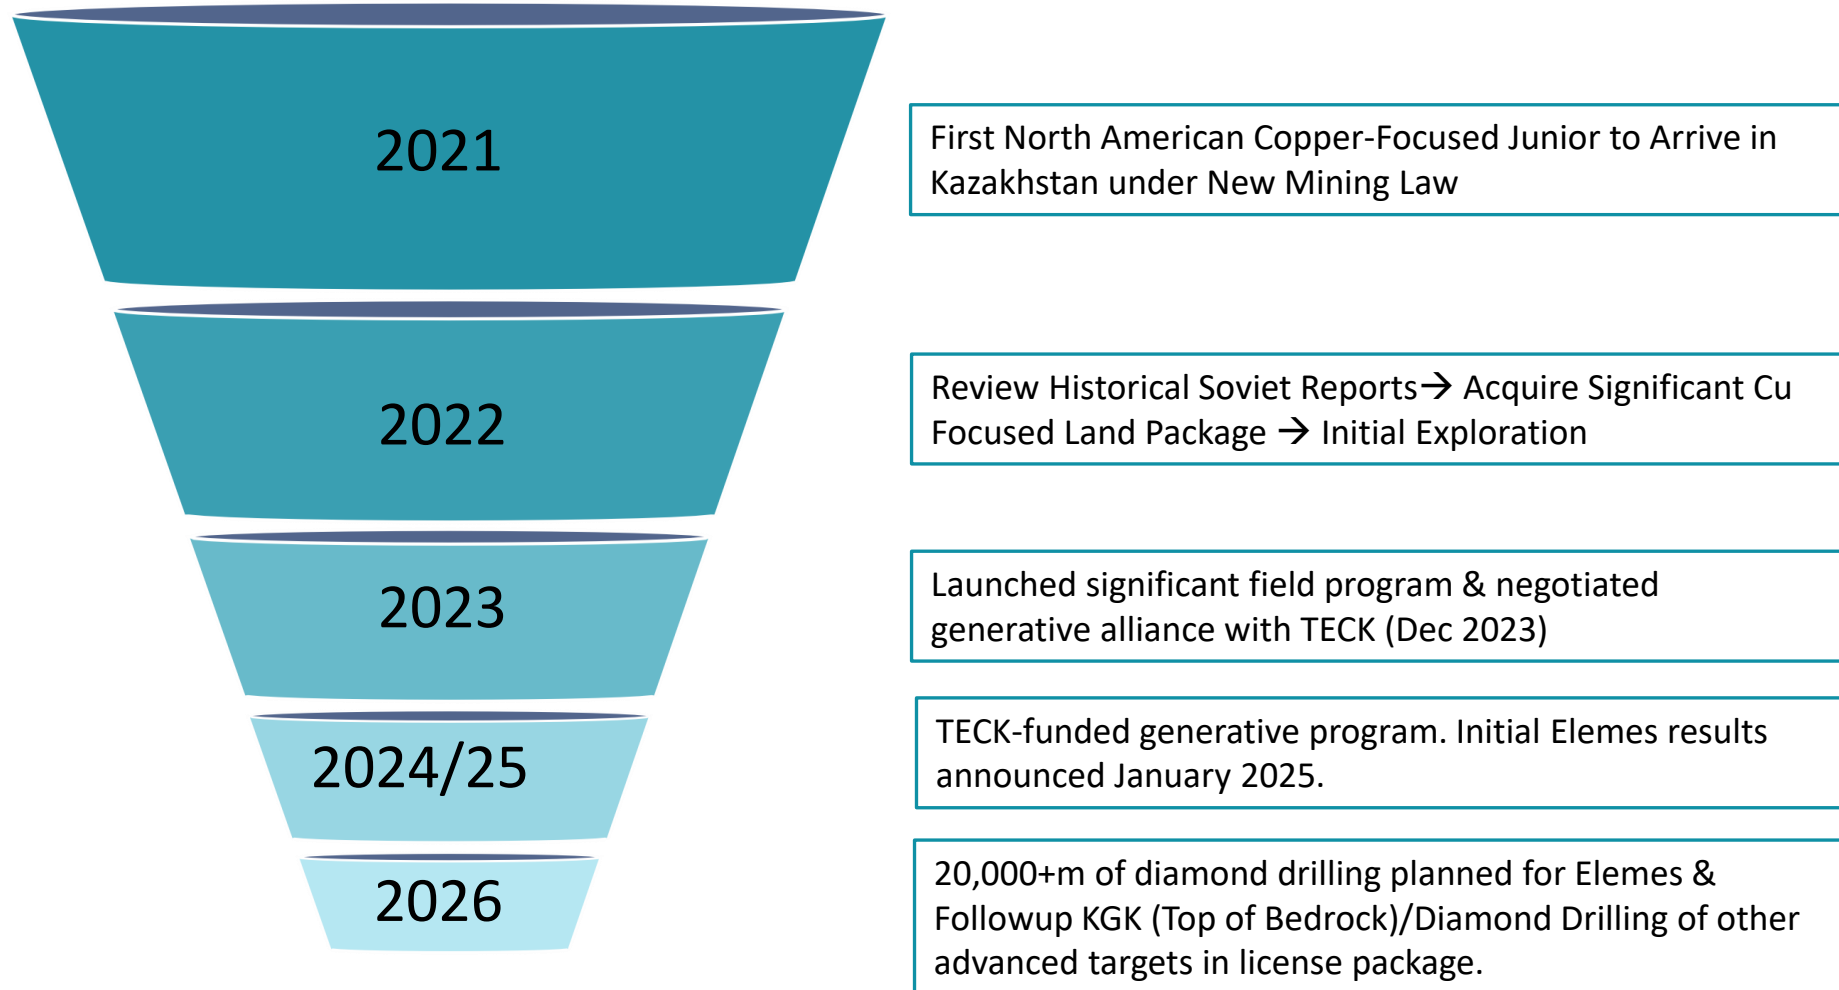 2021
First North American Copper-Focused Junior to Arrive in
Kazakhstan under New Mining Law
2022
Review Historical Soviet Reports→ Acquire Significant Cu
Focused Land Package → Initial Exploration
2023
Launched significant field program & negotiated
generative alliance with TECK (Dec 2023)
2024/25
TECK-funded generative program. Initial Elemes results
announced January 2025.
2026
20,000+m of diamond drilling planned for Elemes &
Followup KGK (Top of Bedrock)/Diamond Drilling of other
advanced targets in license package.